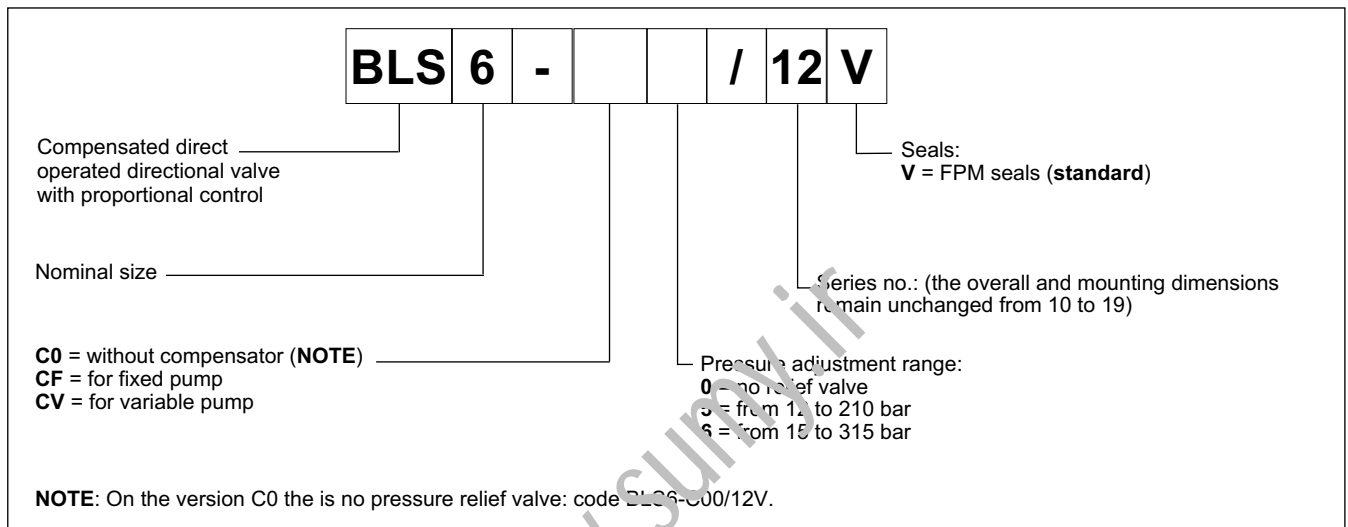 BLS 6 - / 12 V
Compensated direct
operated directional valve
with proportional control
Seals:
V = FPM seals (standard)
Nominal size
Series no.: (the overall and mounting dimensions
remain unchanged from 10 to 19)
C0 = without compensator (NOTE)
CF = for fixed pump
CV = for variable pump
Pressure adjustment range:
0 = no relief valve
5 = from 12 to 210 bar
6 = from 15 to 315 bar
NOTE: On the version C0 the is no pressure relief valve: code BLS6-C00/12V.
sumy.ir